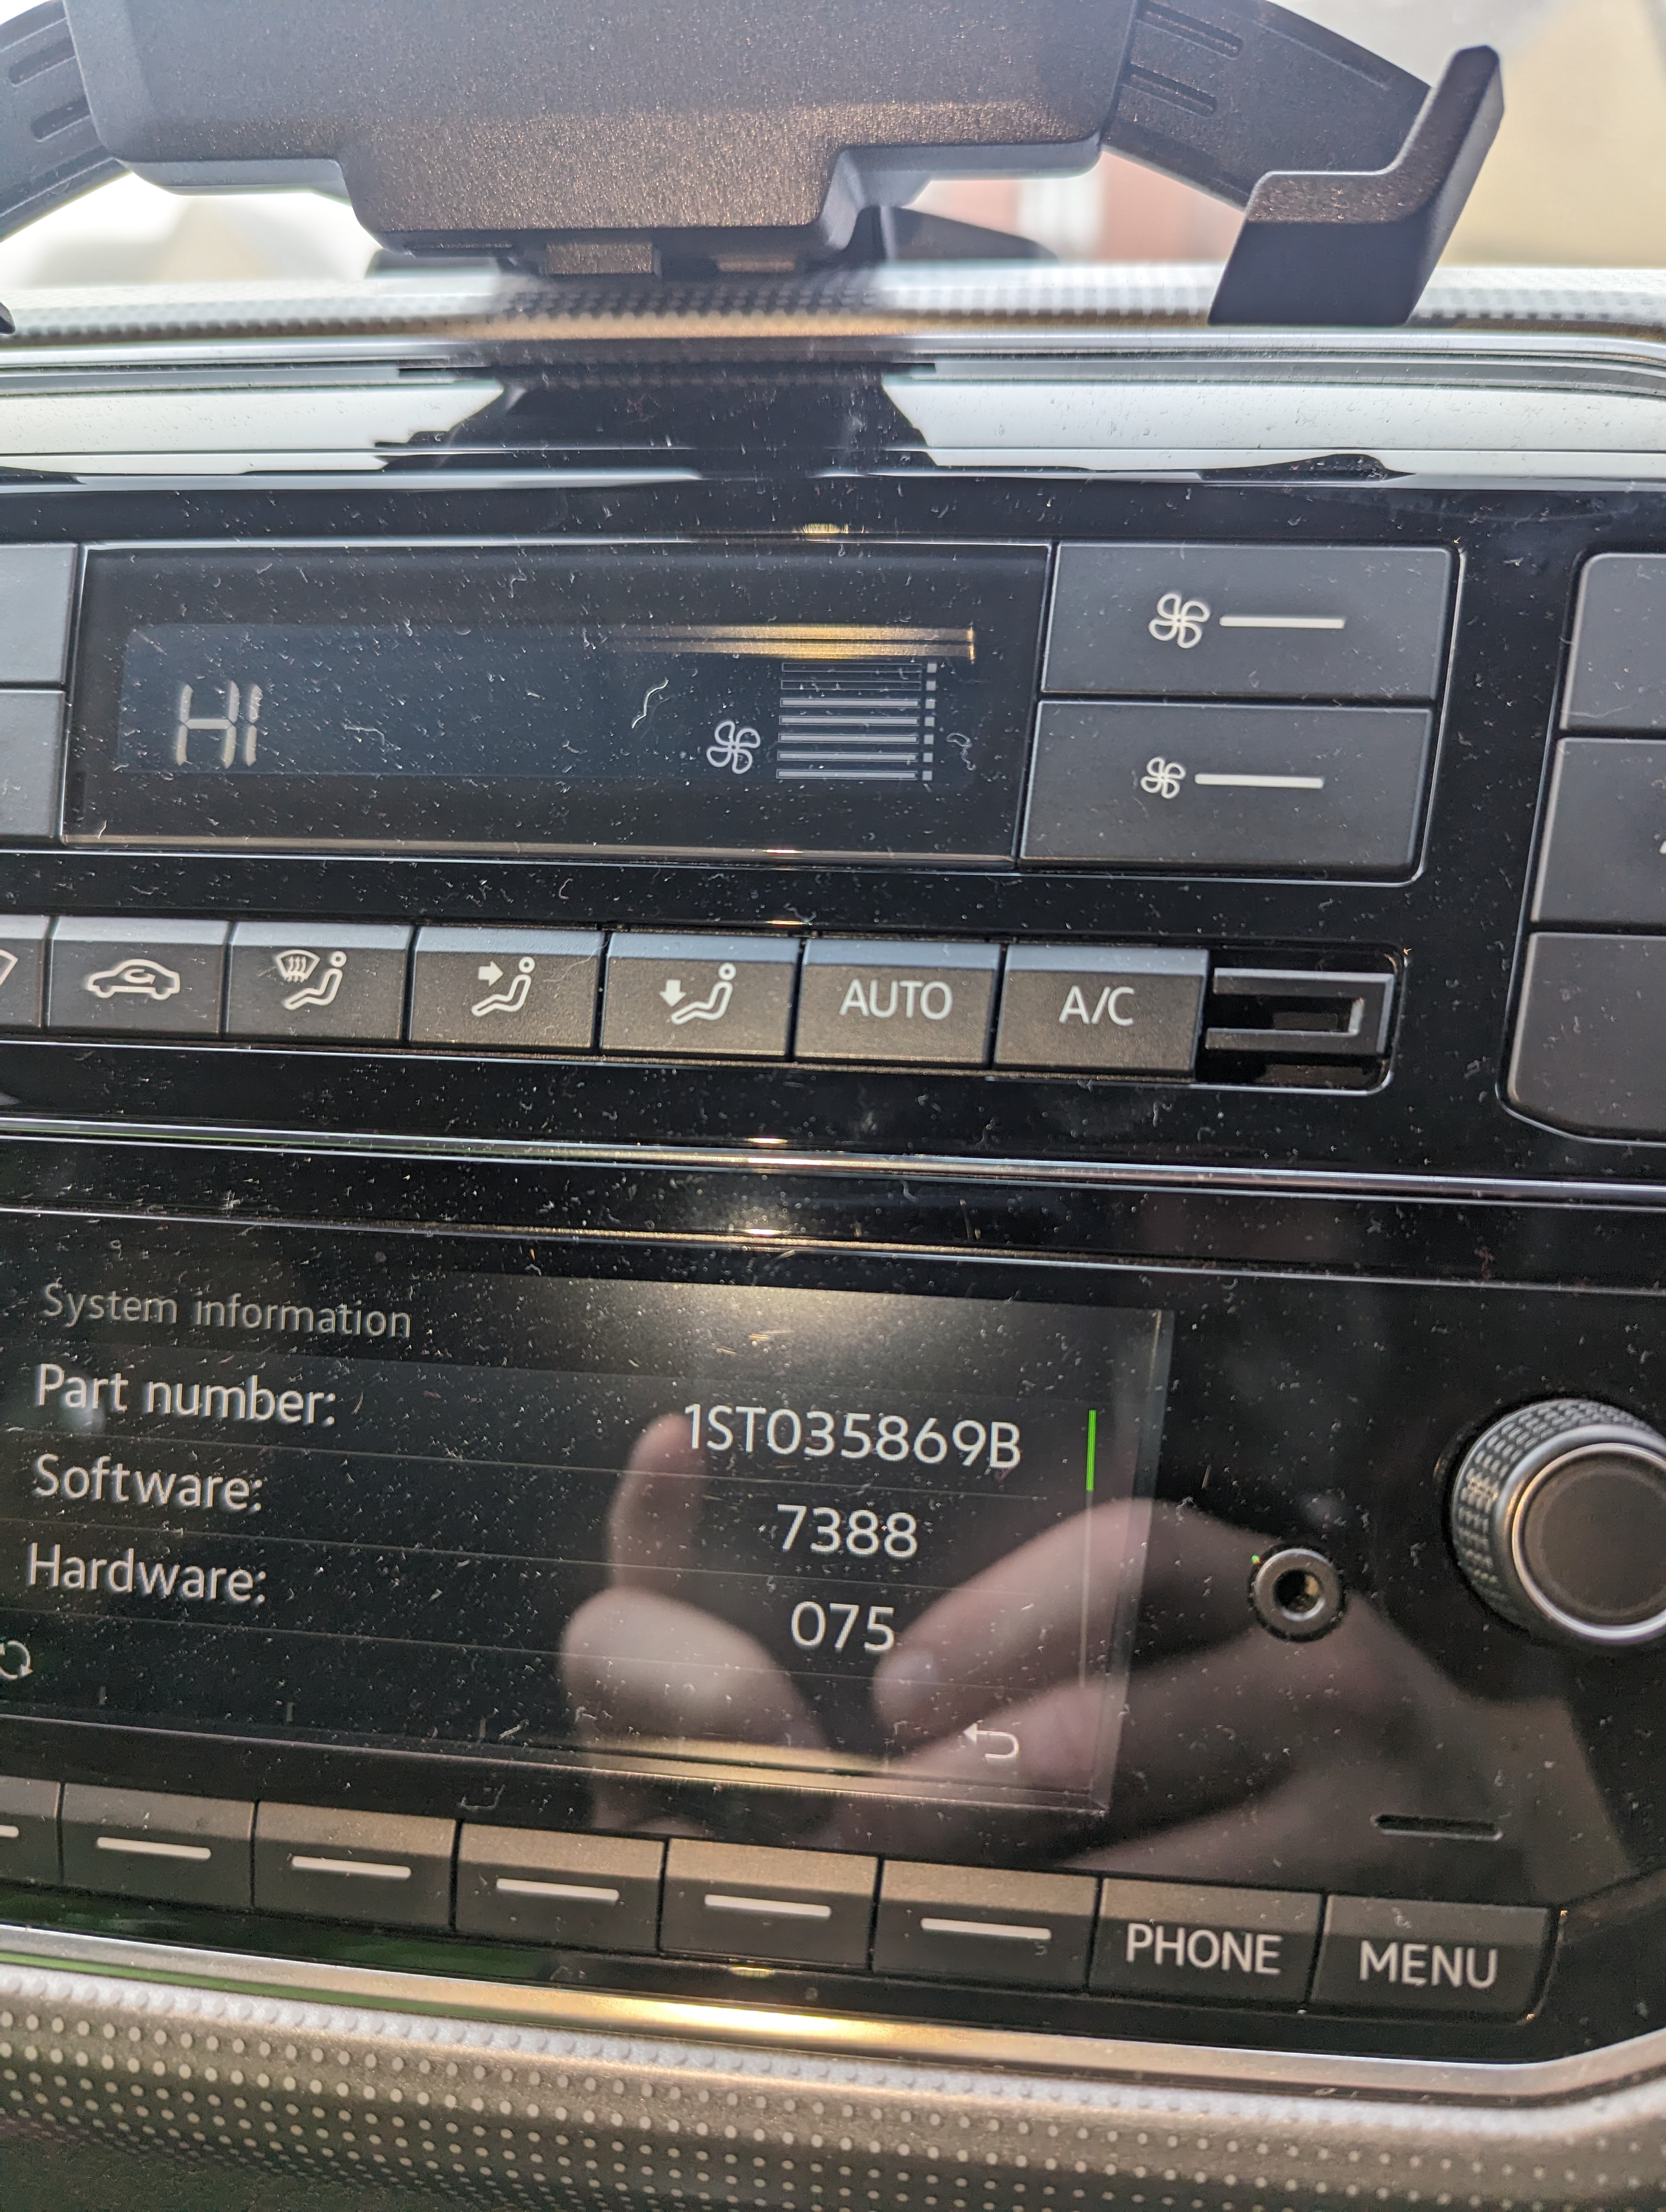 HI
AUTO
A/C
System information
Part number: 1ST035869B
Software: 7388
Hardware: 075
PHONE
MENU